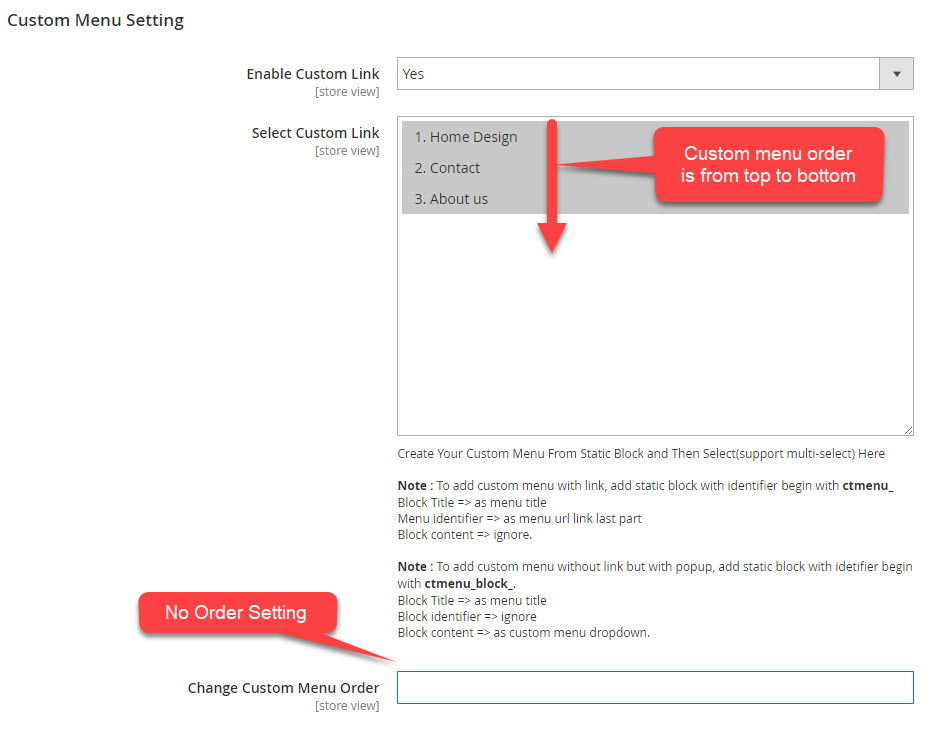 Custom Menu Setting
Enable Custom Link
Yes
[store view]
Select Custom Link
[store view]
1. Home Design
2. Contact
3. About us
Custom menu order
is from top to bottom
Create Your Custom Menu From Static Block and Then Select(support multi-select) Here
Note : To add custom menu with link, add static block with identifier begin with ctmenu_
Block Title => as menu title
Menu identifier => as menu url link last part
Block content => ignore.
Note : To add custom menu without link but with popup, add static block with idetifier begin
with ctmenu_block_.
Block Title => as menu title
Block identifier => ignore
Block content => as custom menu dropdown.
No Order Setting
Change Custom Menu Order
[store view]